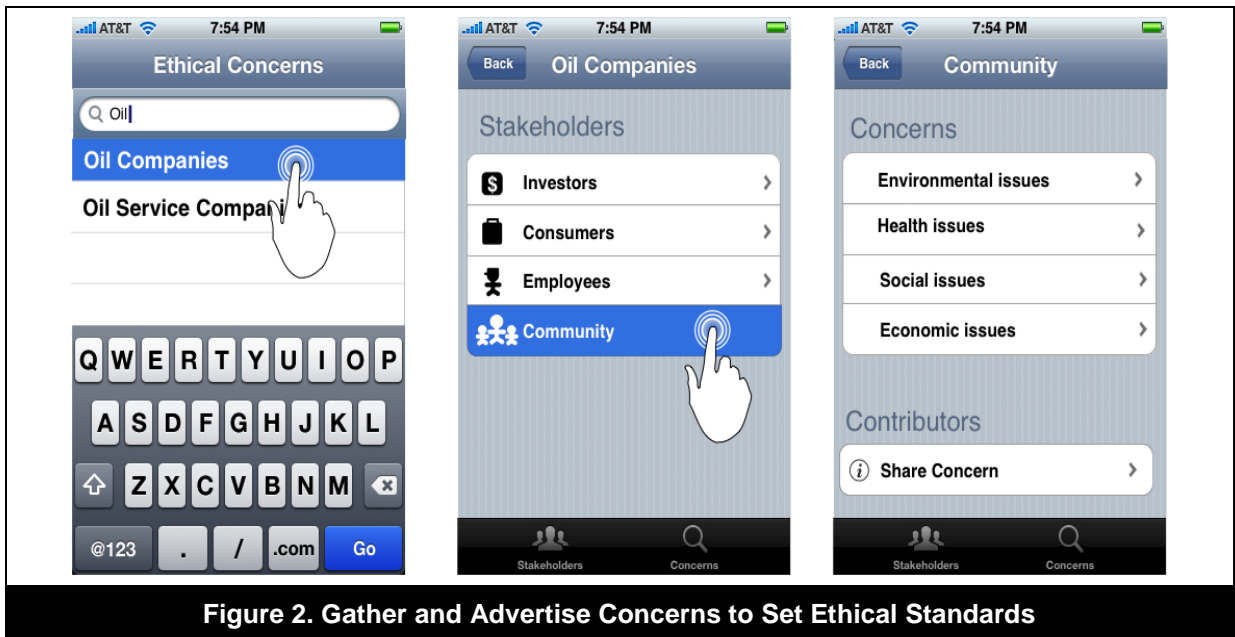 AT&T 7:54 PM
Ethical Concerns
Oil
Oil Companies
Oil Service Compani
Q W E R T Y U I O P
A S D F G H J K L
Z X C V B N M
@123 . / .com Go
AT&T 7:54 PM
Back Oil Companies
Stakeholders
$ Investors
Consumers
Employees
Community
Stakeholders Concerns
AT&T 7:54 PM
Back Community
Concerns
Environmental issues
Health issues
Social issues
Economic issues
Contributors
i Share Concern
Stakeholders Concerns
Figure 2. Gather and Advertise Concerns to Set Ethical Standards